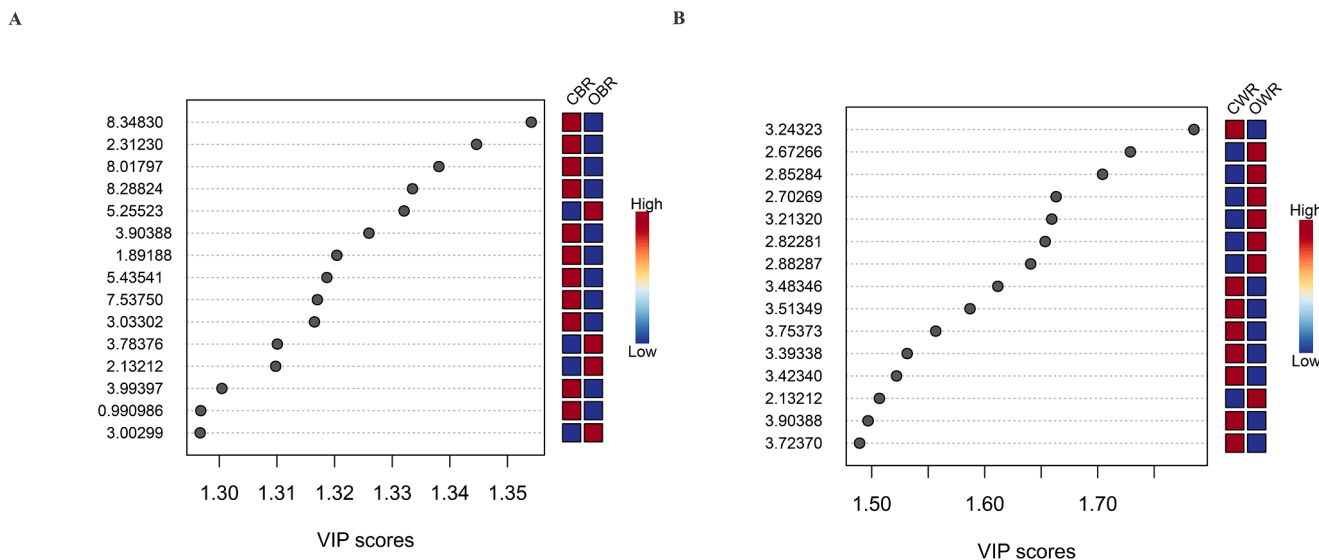 A
CBR OBR
8.34830
2.31230
8.01797
8.28824
5.25523
3.90388
1.89188
5.43541
7.53750
3.03302
3.78376
2.13212
3.99397
0.990986
3.00299
High
Low
1.30 1.31 1.32 1.33 1.34 1.35
VIP scores
B
CWR OWR
3.24323
2.67266
2.85284
2.70269
3.21320
2.82281
2.88287
3.48346
3.51349
3.75373
3.39338
3.42340
2.13212
3.90388
3.72370
High
Low
1.50 1.60 1.70
VIP scores